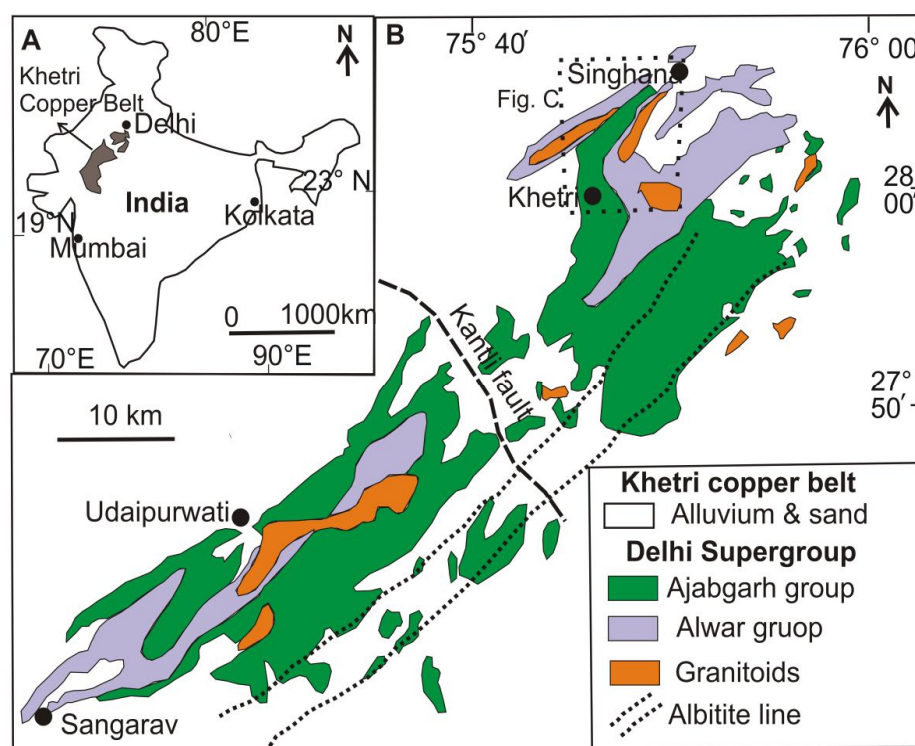 A
80°E
N
Khetri
Copper Belt
Delhi
India
23° N
19°N
Kolkata
Mumbai
0 1000km
70°E
90°E
B
75° 40′
76° 00′
N
Singhana
Fig. C
Khetri
28°
00′
Kantli fault
27°
50′
10 km
Udaipurwati
Sangarav
Khetri copper belt
Alluvium & sand
Delhi Supergroup
Ajabgarh group
Alwar gruop
Granitoids
Albitite line